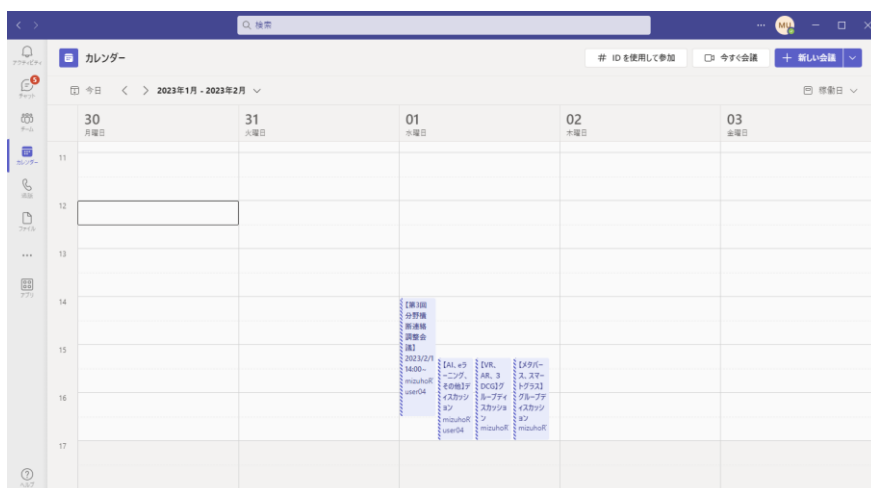 検索
MU
アクティビティ
カレンダー
# ID を使用して参加
今すぐ会議
新しい会議
5
チャット
今日
2023年1月 - 2023年2月
稼働日
チーム
30
月曜日
31
火曜日
01
水曜日
02
木曜日
03
金曜日
カレンダー
11
通話
12
ファイル
13
アプリ
14
【第3回
分野横
断連絡
調整会
議】
2023/2/1
14:00~
mizuhoR
user04
15
【AI、eラ
ーニング、
その他】デ
ィスカッシ
ョン
mizuhoR
user04
【VR、
AR、3
DCG】グ
ループディ
スカッショ
ン
mizuhoR
【メタバー
ス、スマー
トグラス】
グループデ
ィスカッシ
ョン
mizuhoR
16
17
ヘルプ